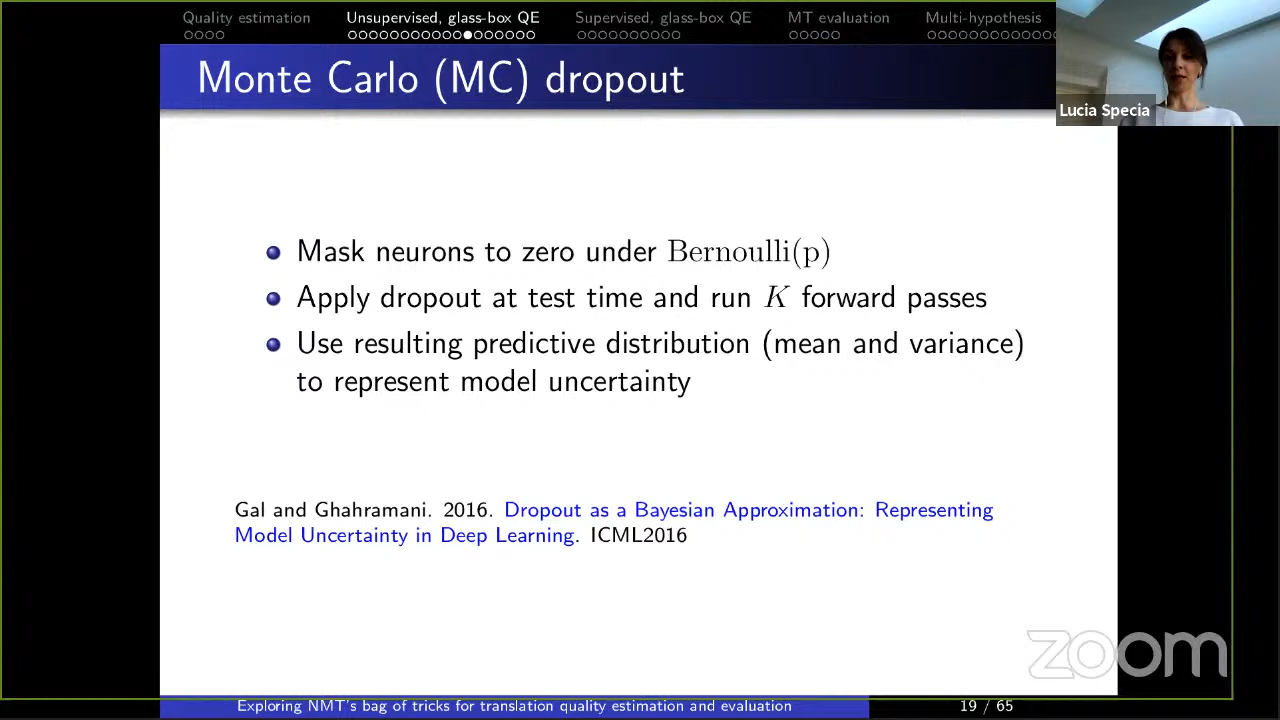 Quality estimation Unsupervised, glass-box QE Supervised, glass-box QE MT evaluation Multi-hypothesis
Monte Carlo (MC) dropout
Lucia Specia
Mask neurons to zero under Bernoulli(p)
Apply dropout at test time and run K forward passes
Use resulting predictive distribution (mean and variance)
to represent model uncertainty
Gal and Ghahramani. 2016. Dropout as a Bayesian Approximation: Representing
Model Uncertainty in Deep Learning. ICML2016
zoom
Exploring NMT's bag of tricks for translation quality estimation and evaluation 19 / 65